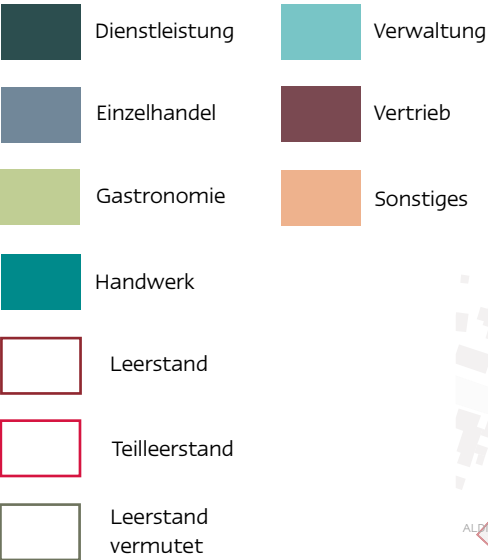 Dienstleistung
Verwaltung
Einzelhandel
Vertrieb
Gastronomie
Sonstiges
Handwerk
Leerstand
Teilleerstand
Leerstand
vermutet